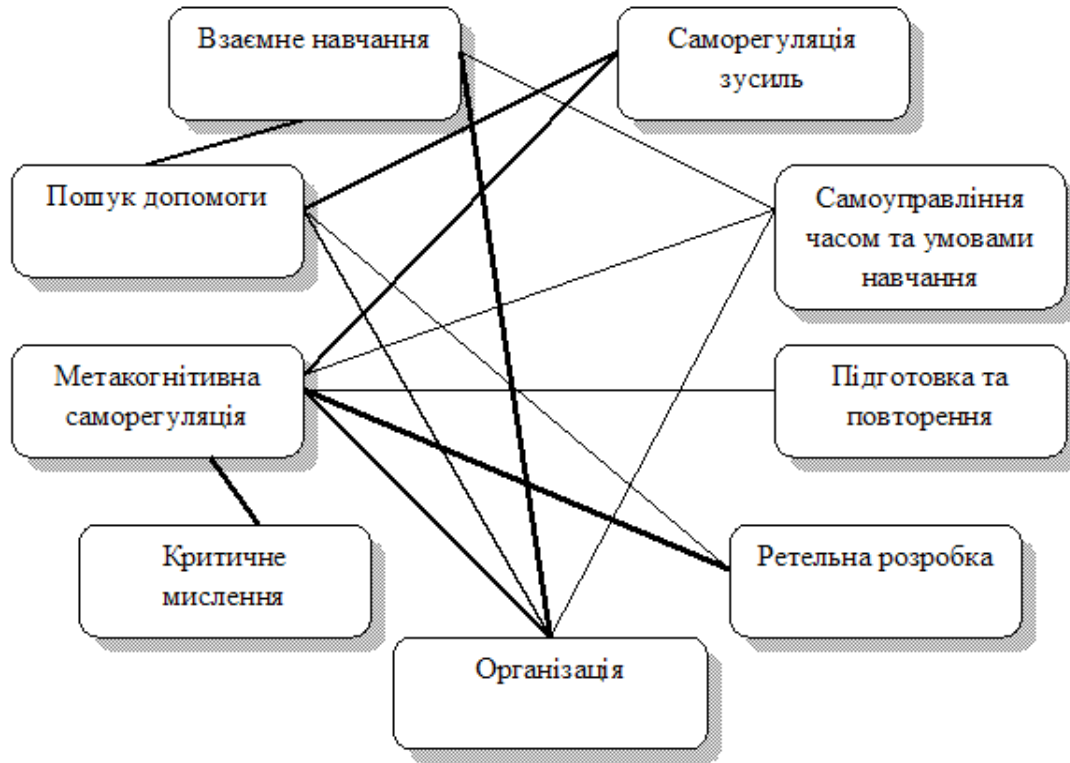 Взаємне навчання
Саморегуляція
зусиль
Пошук допомоги
Самоуправління
часом та умовами
навчання
Метакогнітивна
саморегуляція
Підготовка та
повторення
Критичне
мислення
Ретельна розробка
Організація